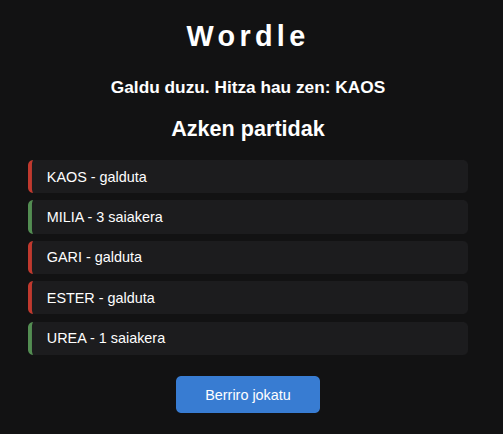 Wordle
Galdu duzu. Hitza hau zen: KAOS
Azken partidak
KAOS - galduta
MILIA - 3 saiakera
GARI - galduta
ESTER - galduta
UREA - 1 saiakera
Berriro jokatu